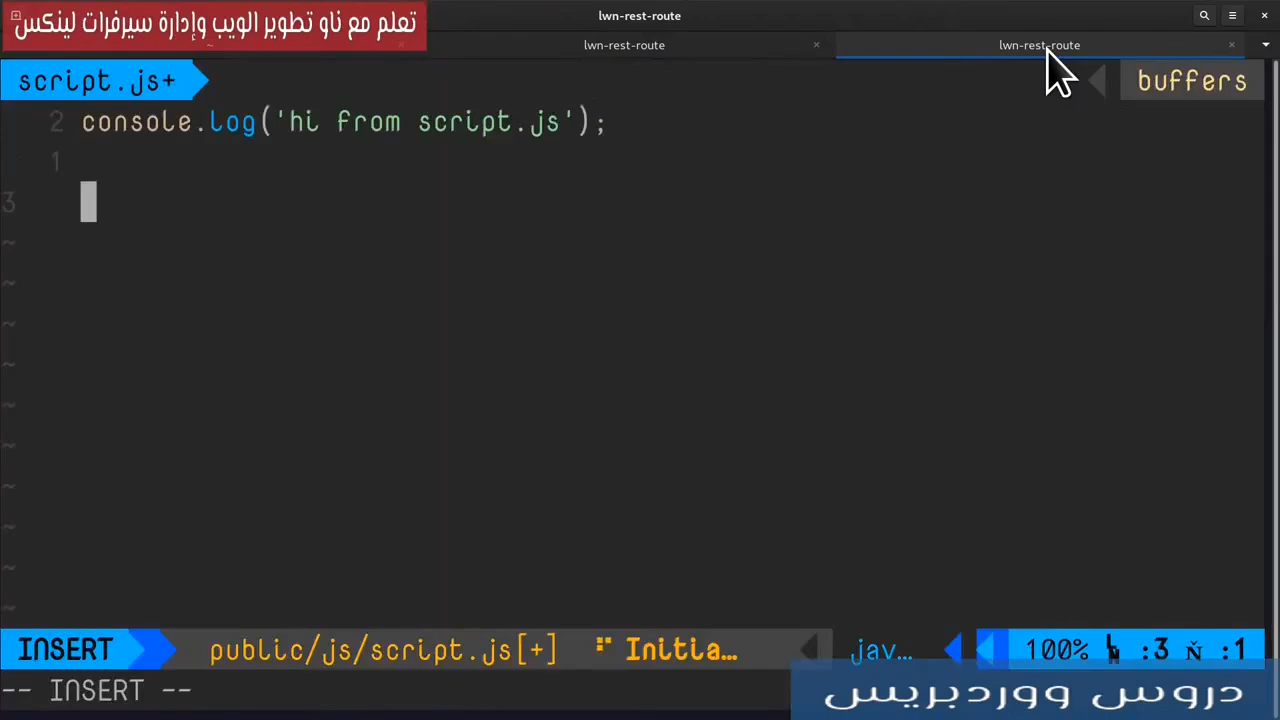 lwn-rest-route
تعلم مع ناو تطوير الويب وإدارة سيرفرات لينكس
lwn-rest-route
lwn-rest-route
script.js+
buffers
2 console.log('hi from script.js');
1
3
~
~
~
~
~
~
~
~
~
~
INSERT
public/js/script.js[+]
Initia…
jav…
100% :3 :1
-- INSERT --
دروس ووردبريس